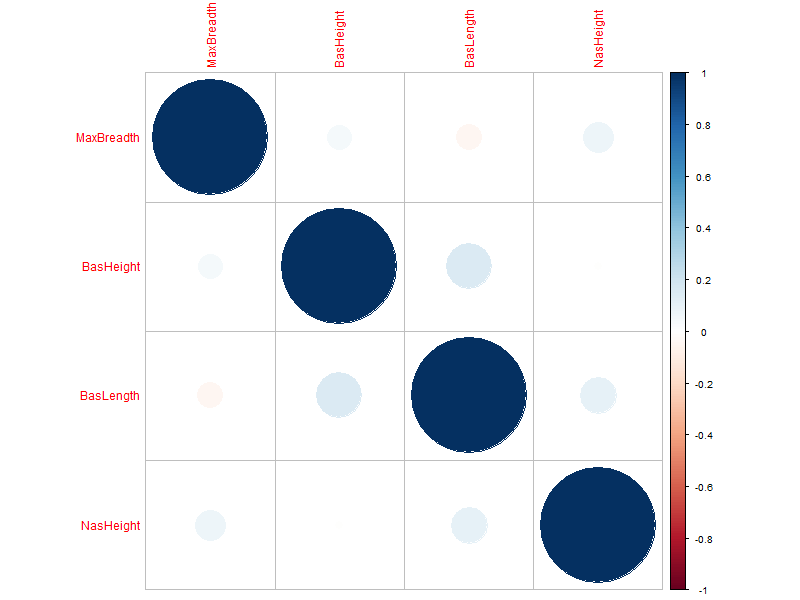 MaxBreadth
BasHeight
BasLength
NasHeight
MaxBreadth
BasHeight
BasLength
NasHeight
1
0.8
0.6
0.4
0.2
0
-0.2
-0.4
-0.6
-0.8
-1